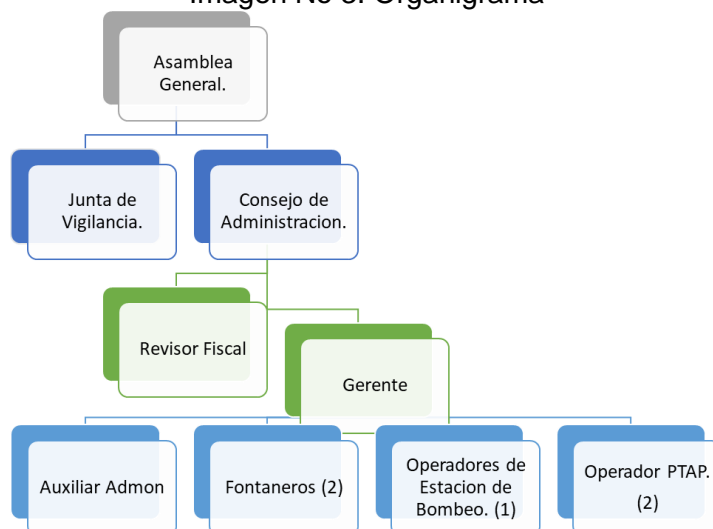 Imagen No Organigrama
Asamblea
General.
Junta de
Vigilancia.
Consejo de
Administracion.
Revisor Fiscal
Gerente
Auxiliar Admon
Fontaneros (2)
Operadores de
Estacion de
Bombeo. (1)
Operador PTAP.
(2)